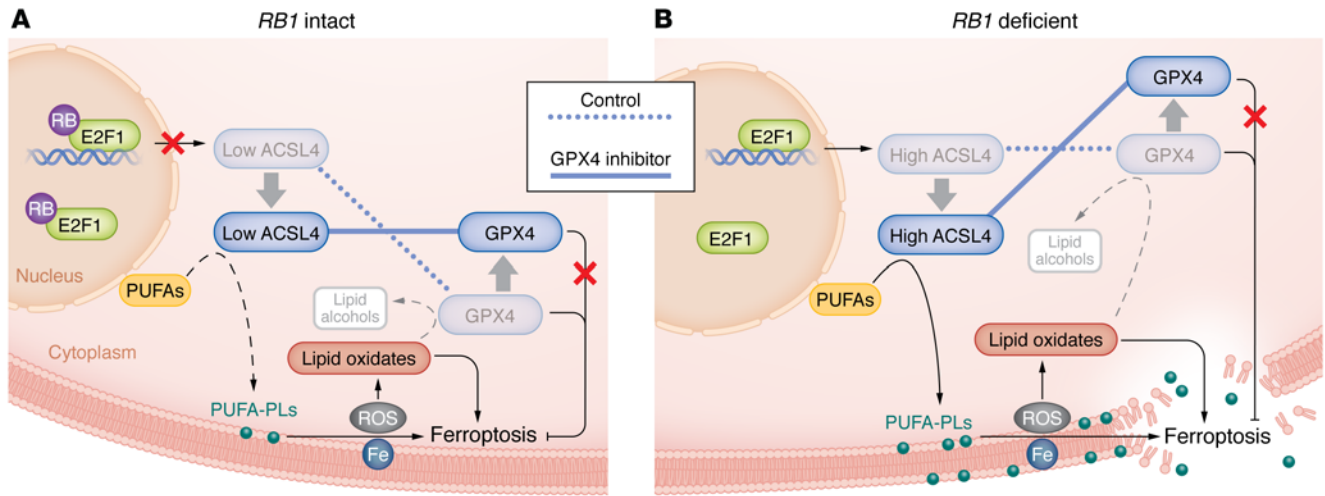 A
RB1 intact
RB
E2F1
Low ACSL4
RB
E2F1
Low ACSL4
GPX4
Nucleus
PUFAs
Lipid
alcohols
GPX4
Cytoplasm
Lipid oxidates
PUFA-PLs
ROS
Ferroptosis
Fe
Control
GPX4 inhibitor
B
RB1 deficient
GPX4
E2F1
High ACSL4
GPX4
E2F1
High ACSL4
Lipid
alcohols
PUFAs
Lipid oxidates
PUFA-PLs
ROS
Ferroptosis
Fe